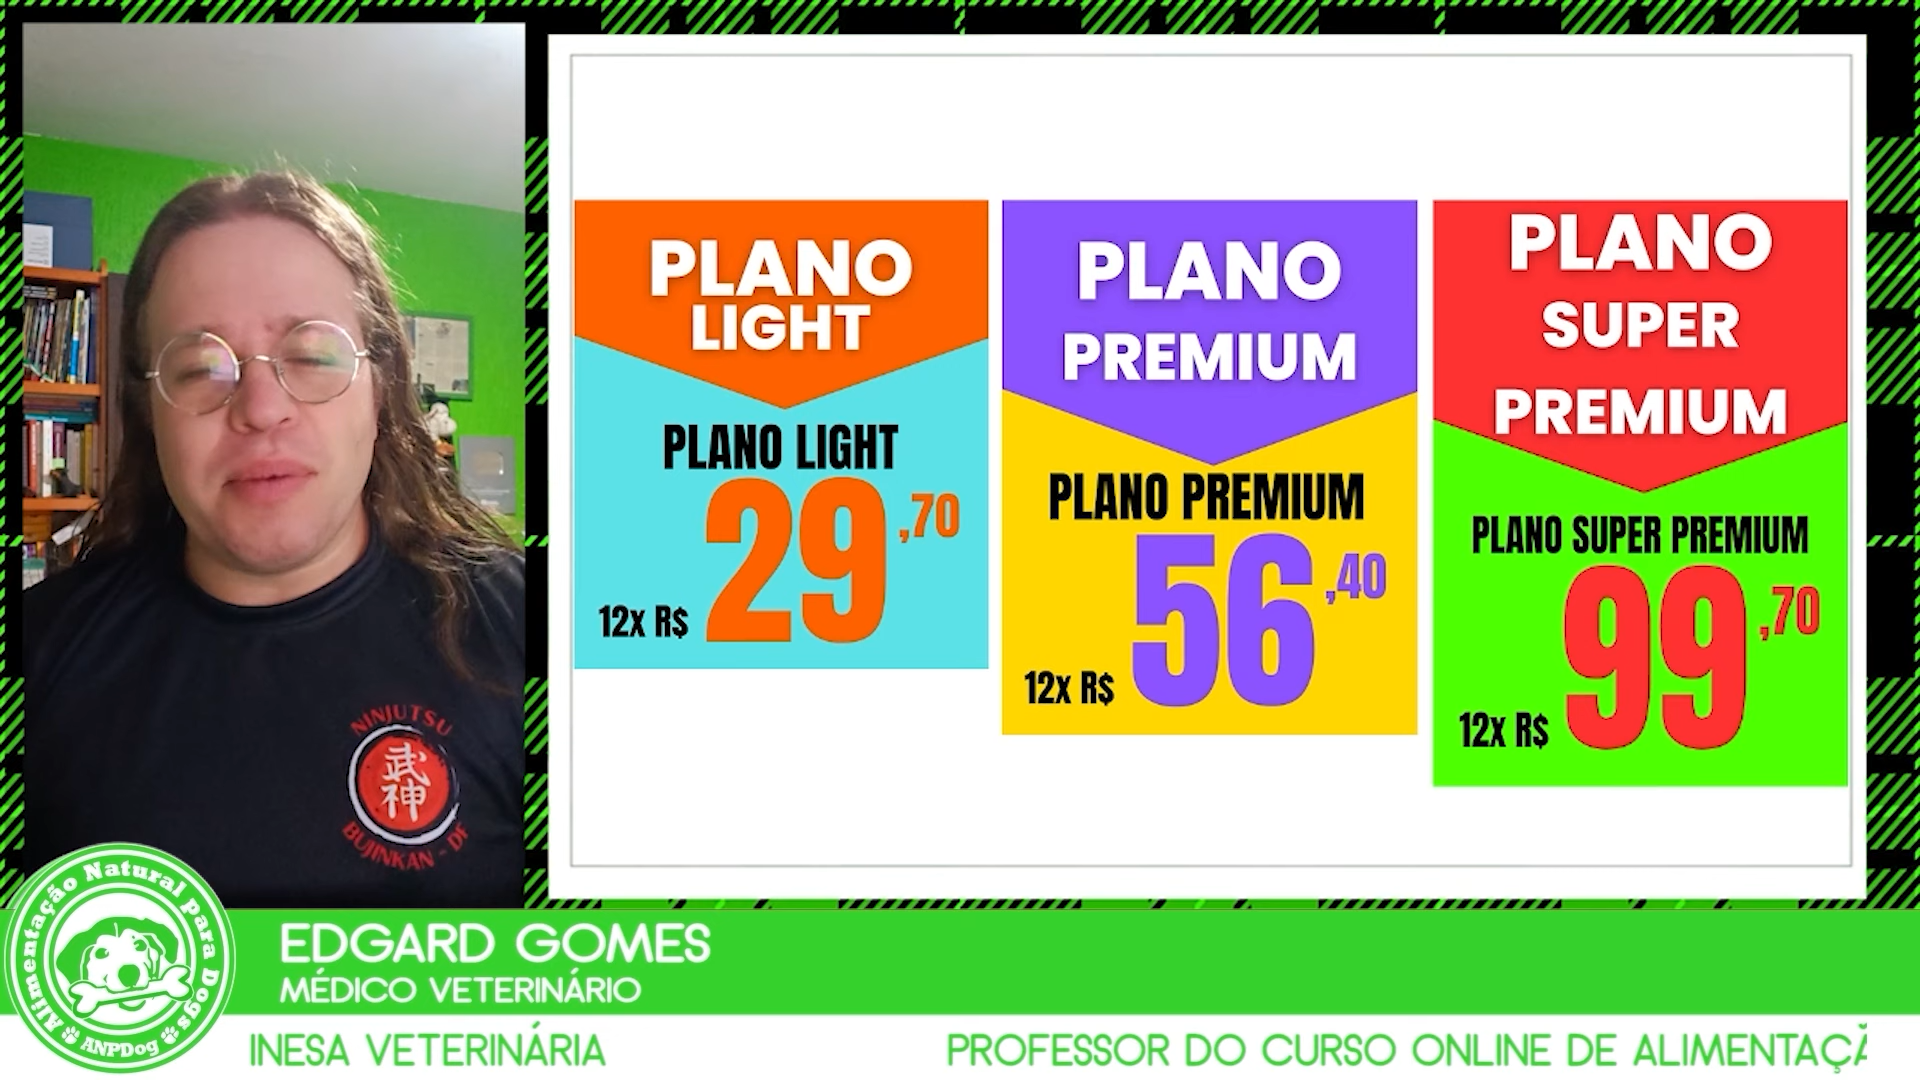 PLANO
LIGHT
PLANO LIGHT
12x R$ 29,70
PLANO
PREMIUM
PLANO PREMIUM
12x R$ 56,40
PLANO
SUPER
PREMIUM
PLANO SUPER PREMIUM
12x R$ 99,70
NINJUTSU
武神
BUJINKAN - DF
Alimentação Natural para Dogs
ANPDog
EDGARD GOMES
MÉDICO VETERINÁRIO
INESA VETERINÁRIA
PROFESSOR DO CURSO ONLINE DE ALIMENTAÇÃ